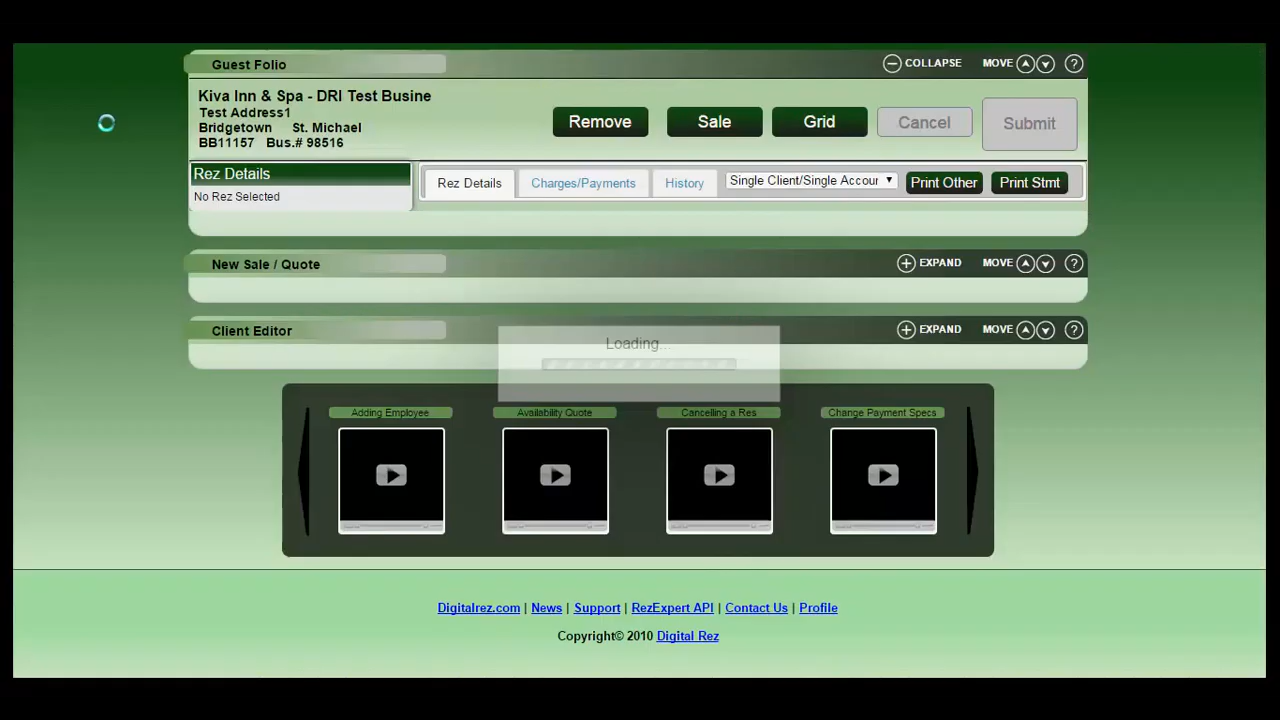 Guest Folio
COLLAPSE MOVE ?
Kiva Inn & Spa - DRI Test Busine
Test Address1
Bridgetown St. Michael
BB11157 Bus.# 98516
Remove Sale Grid Cancel Submit
Rez Details
No Rez Selected
Rez Details Charges/Payments History Single Client/Single Accour Print Other Print Stmt
New Sale / Quote
EXPAND MOVE ?
Client Editor
EXPAND MOVE ?
Loading...
Adding Employee Availability Quote Cancelling a Res Change Payment Specs
Digitalrez.com | News | Support | RezExpert API | Contact Us | Profile
Copyright© 2010 Digital Rez